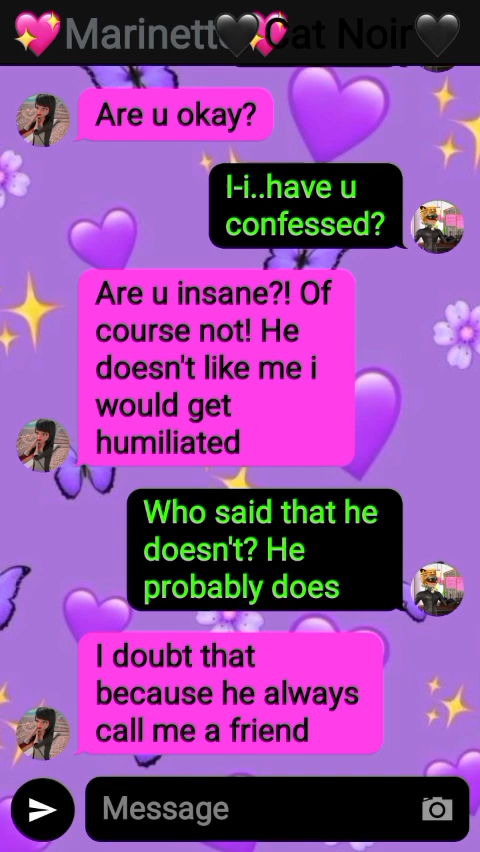 💖Marinett 🖤💖Cat Noir🖤
Are u okay?
I-i..have u
confessed?
Are u insane?! Of
course not! He
doesn't like me i
would get
humiliated
Who said that he
doesn't? He
probably does
I doubt that
because he always
call me a friend
Message